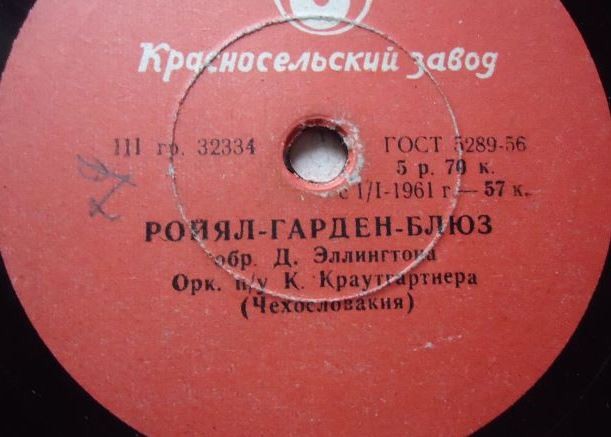 Красносельский завод
III гр. 32334
ГОСТ 5289-56
5 р. 70 к.
с 1/I-1961 г.— 57 к.
РОЙЯЛ-ГАРДЕН-БЛЮЗ
обр. Д. Эллингтона
Орк. п/у К. Краутгартнера
(Чехословакия)